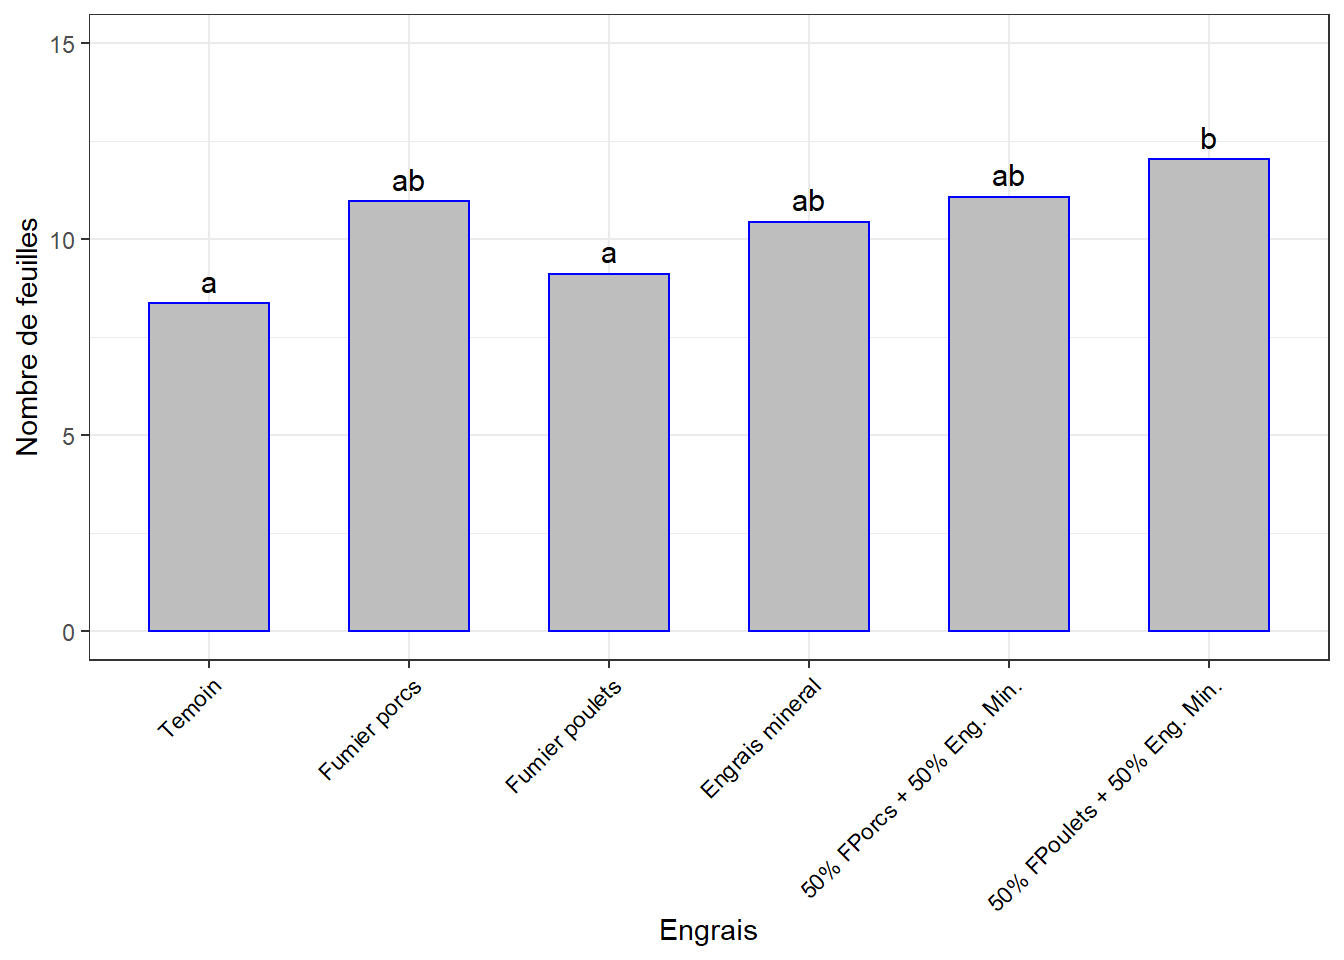 15
10
5
0
Nombre de feuilles
a
ab
a
ab
ab
b
Temoin
Fumier porcs
Fumier poulets
Engrais mineral
50% FPorcs + 50% Eng. Min.
50% FPoulets + 50% Eng. Min.
Engrais